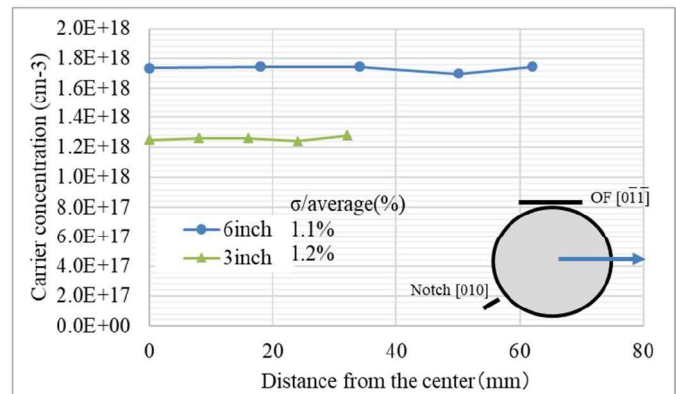 2.0E+18
1.8E+18
1.6E+18
1.4E+18
1.2E+18
1.0E+18
8.0E+17
6.0E+17
4.0E+17
2.0E+17
0.0E+00
Carrier concentration (cm-3)
σ/average(%)
6inch 1.1%
3inch 1.2%
OF [01̄1̄]
Notch [010]
0 20 40 60 80
Distance from the center(mm)